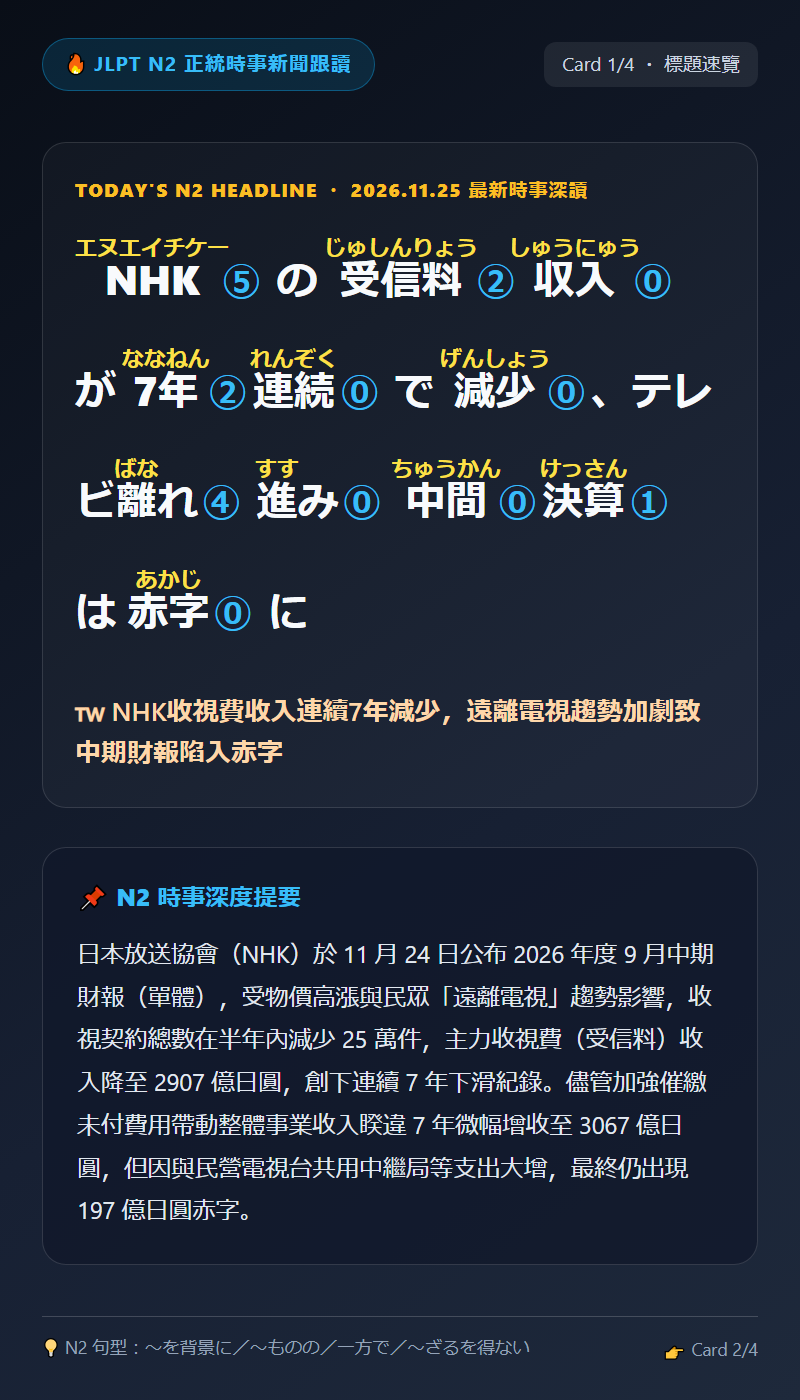 🔥 JLPT N2 正統時事新聞跟讀
Card 1/4 ・ 標題速覽
TODAY'S N2 HEADLINE ・ 2026.11.25 最新時事深讀
エヌエイチケー じゅしんりょう しゅうにゅう
NHK ⑤ の 受信料 ② 収入 ⓪
ななねん れんぞく げんしょう
が 7年 ② 連続 ⓪ で 減少 ⓪、テレ
ばな すす ちゅうかん けっさん
ビ離れ ④ 進み ⓪ 中間 ⓪ 決算 ①
あかじ
は 赤字 ⓪ に
TW NHK收視費收入連續7年減少，遠離電視趨勢加劇致
中期財報陷入赤字
📌 N2 時事深度提要
日本放送協會（NHK）於 11 月 24 日公布 2026 年度 9 月中期
財報（單體），受物價高漲與民眾「遠離電視」趨勢影響，收
視契約總數在半年內減少 25 萬件，主力收視費（受信料）收
入降至 2907 億日圓，創下連續 7 年下滑紀錄。儘管加強催繳
未付費用帶動整體事業收入睽違 7 年微幅增收至 3067 億日
圓，但因與民營電視台共用中繼局等支出大增，最終仍出現
197 億日圓赤字。
💡 N2 句型：～を背景に／～ものの／一方で／～ざるを得ない
👉 Card 2/4